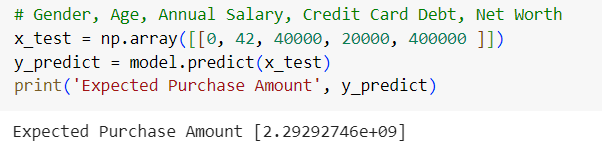 # Gender, Age, Annual Salary, Credit Card Debt, Net Worth
x_test = np.array([[0, 42, 40000, 20000, 400000 ]])
y_predict = model.predict(x_test)
print('Expected Purchase Amount', y_predict)
Expected Purchase Amount [2.29292746e+09]